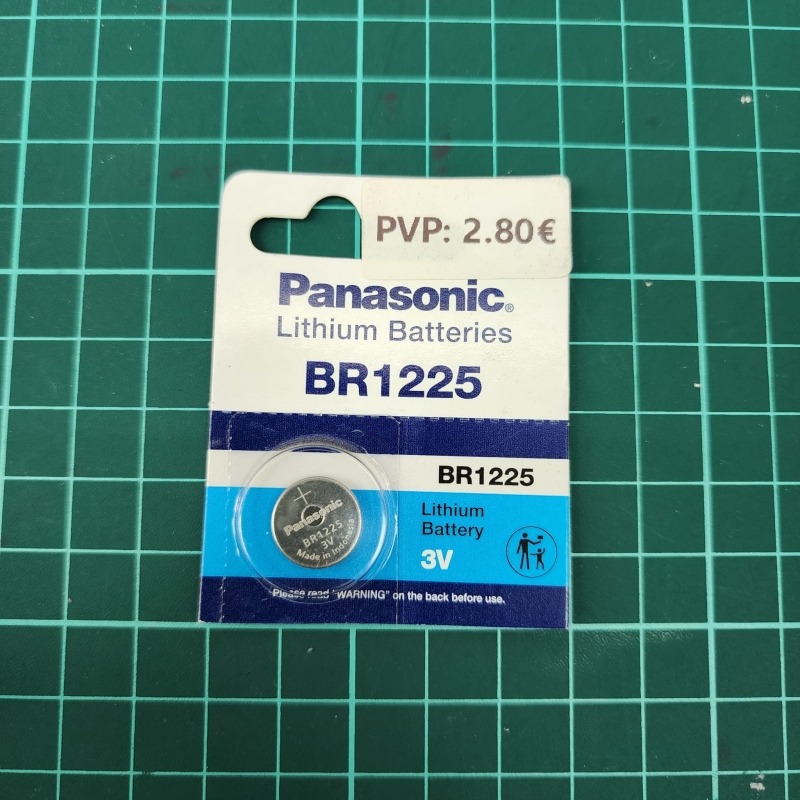 PVP: 2.80€
Panasonic®
Lithium Batteries
BR1225
BR1225
Lithium
Battery
3V
+
Panasonic
BR1225
3V
Made in Indonesia
Please read "WARNING" on the back before use.